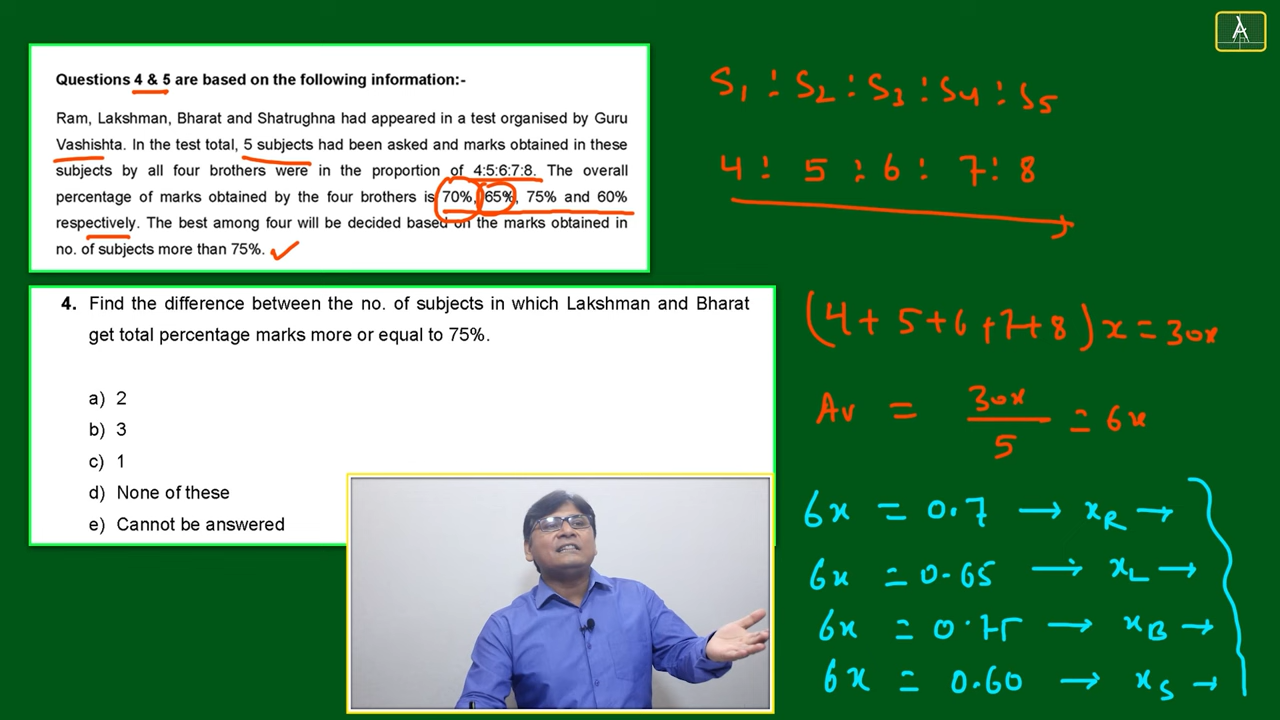 Questions 4 & 5 are based on the following information:-
Ram, Lakshman, Bharat and Shatrughna had appeared in a test organised by Guru
Vashishta. In the test total, 5 subjects had been asked and marks obtained in these
subjects by all four brothers were in the proportion of 4:5:6:7:8. The overall
percentage of marks obtained by the four brothers is 70%, 65%, 75% and 60%
respectively. The best among four will be decided based on the marks obtained in
no. of subjects more than 75%.
4. Find the difference between the no. of subjects in which Lakshman and Bharat
get total percentage marks more or equal to 75%.
a) 2
b) 3
c) 1
d) None of these
e) Cannot be answered
A
S1 : S2 : S3 : S4 : S5
4 : 5 : 6 : 7 : 8
(4+5+6+7+8)x = 30x
Av = 30x/5 = 6x
6x = 0.7 → xR →
6x = 0.65 → xL →
6x = 0.75 → xB →
6x = 0.60 → xS →